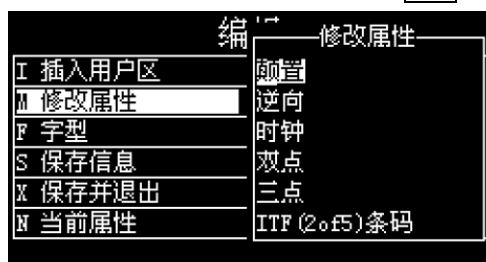 编辑
I 插入用户区
M 修改属性
F 字型
S 保存信息
X 保存并退出
N 当前属性
修改属性
颠置
逆向
时钟
双点
三点
ITF(2of5)条码